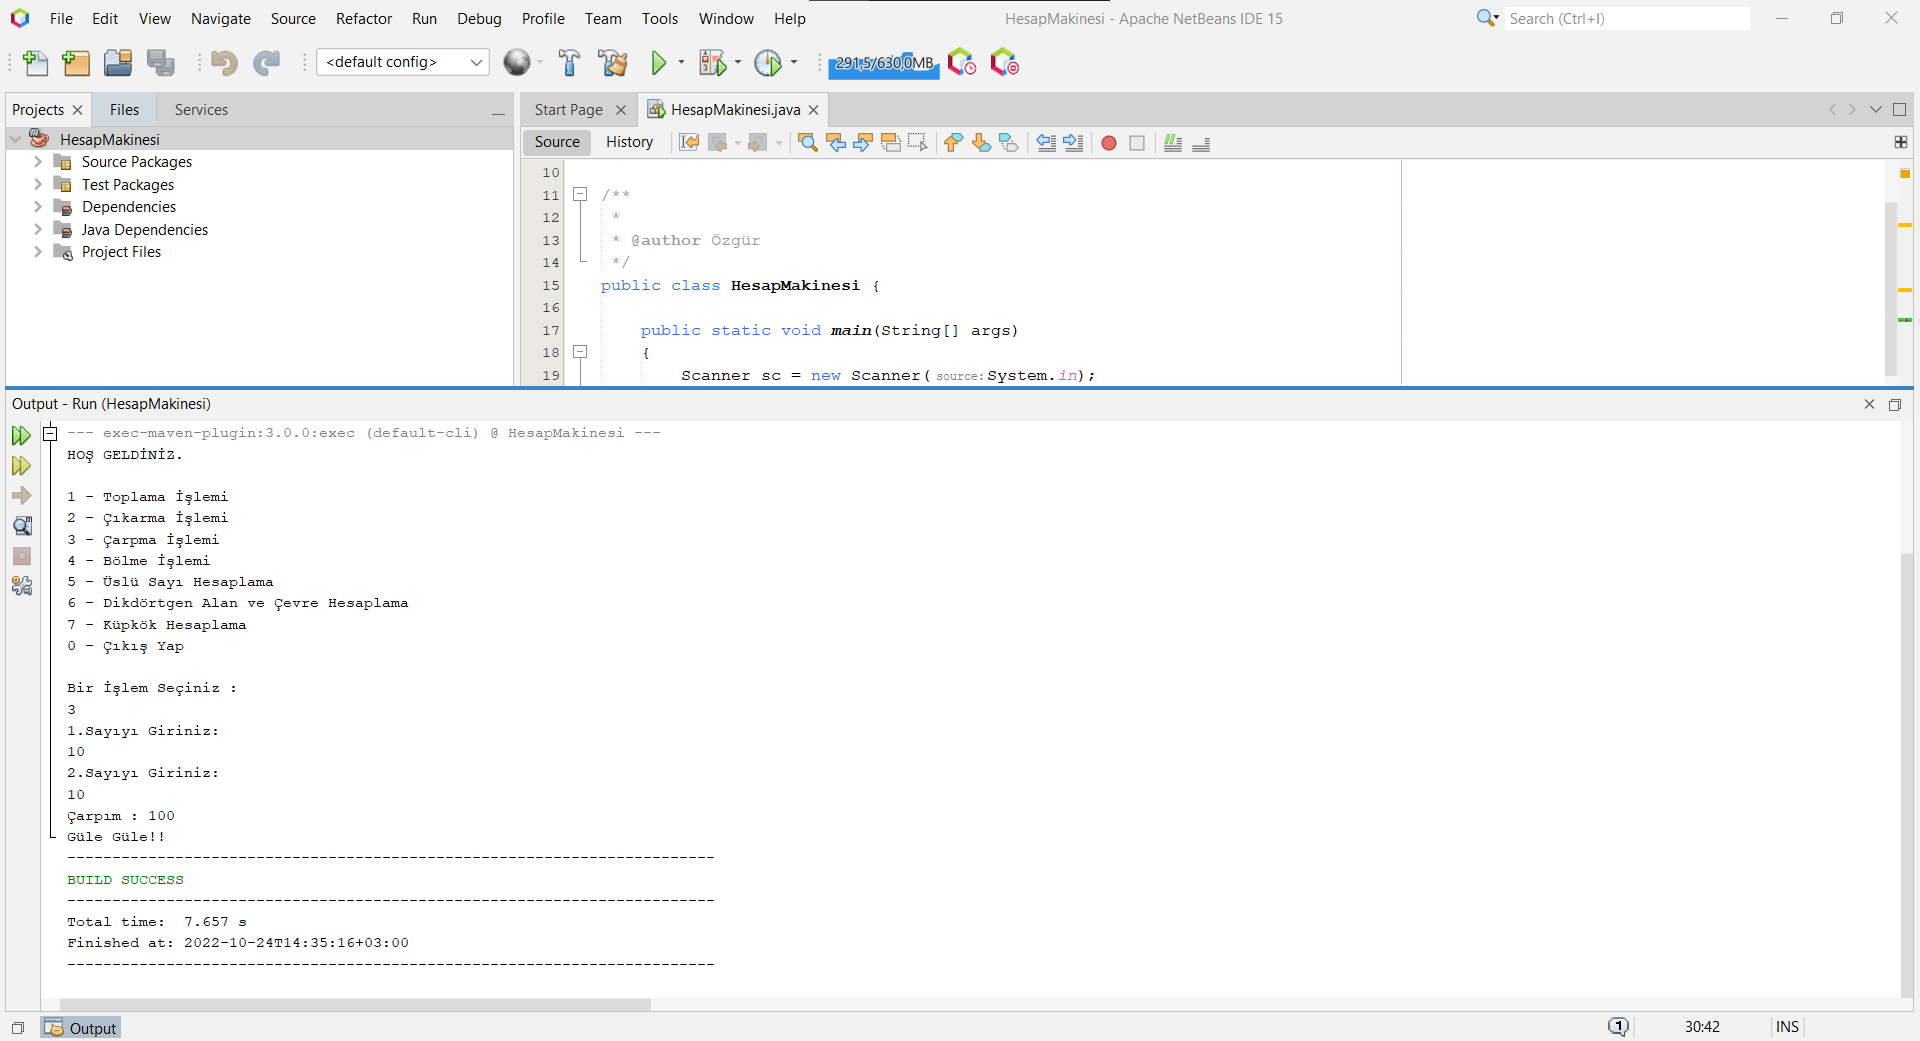 File Edit View Navigate Source Refactor Run Debug Profile Team Tools Window Help
HesapMakinesi - Apache NetBeans IDE 15
Search (Ctrl+I)
<default config>
291,5/630,0MB
Projects Files Services
HesapMakinesi
Source Packages
Test Packages
Dependencies
Java Dependencies
Project Files
Start Page HesapMakinesi.java
Source History
10
11 /**
12 *
13 * @author Özgür
14 */
15 public class HesapMakinesi {
16
17 public static void main(String[] args)
18 {
19 Scanner sc = new Scanner( source: System.in);
Output - Run (HesapMakinesi)
--- exec-maven-plugin:3.0.0:exec (default-cli) @ HesapMakinesi ---
HOŞ GELDİNİZ.
1 - Toplama İşlemi
2 - Çıkarma İşlemi
3 - Çarpma İşlemi
4 - Bölme İşlemi
5 - Üslü Sayı Hesaplama
6 - Dikdörtgen Alan ve Çevre Hesaplama
7 - Küpkök Hesaplama
0 - Çıkış Yap
Bir İşlem Seçiniz :
3
1.Sayıyı Giriniz:
10
2.Sayıyı Giriniz:
10
Çarpım : 100
Güle Güle!!
------------------------------------------------------------------------
BUILD SUCCESS
------------------------------------------------------------------------
Total time:  7.657 s
Finished at: 2022-10-24T14:35:16+03:00
------------------------------------------------------------------------
Output
1
30:42
INS